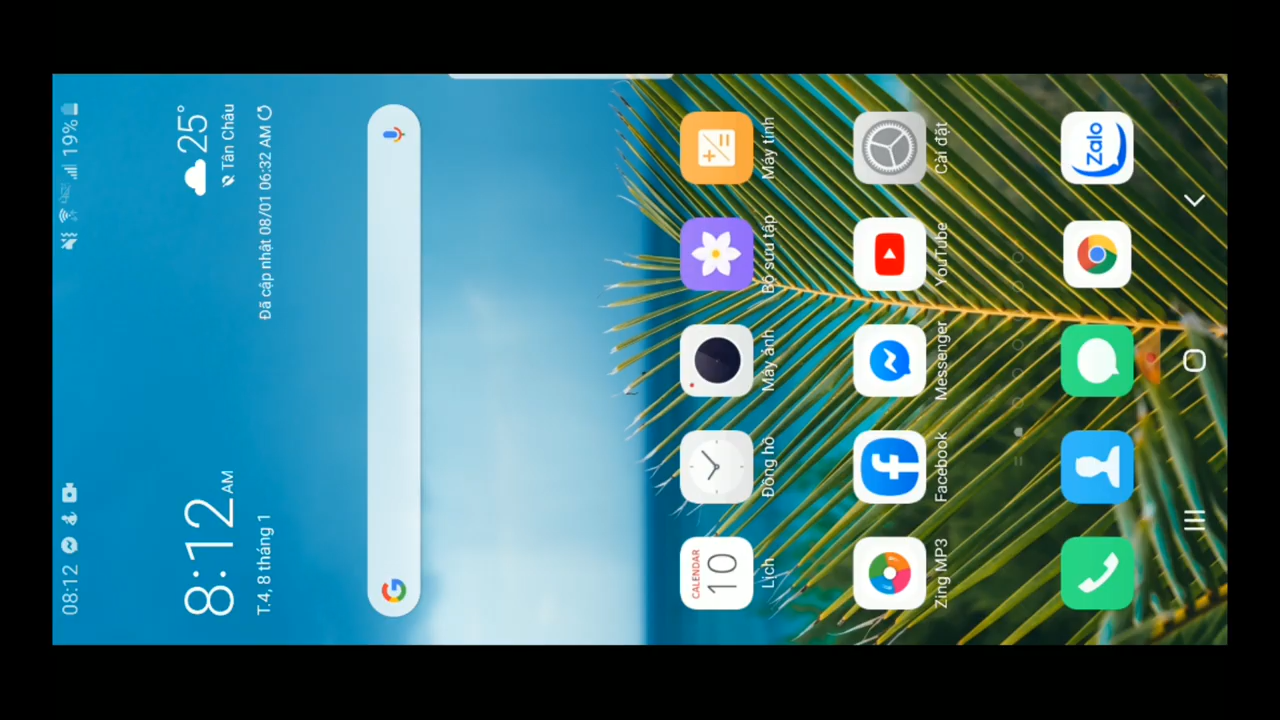 08:12
19%
8:12 AM
T.4, 8 tháng 1
25°
Tân Châu
Đã cập nhật 08/01 06:32 AM
CALENDAR
10
Lịch
Đồng hồ
Máy ảnh
Bộ sưu tập
Máy tính
Zing MP3
Facebook
Messenger
YouTube
Cài đặt
Zalo